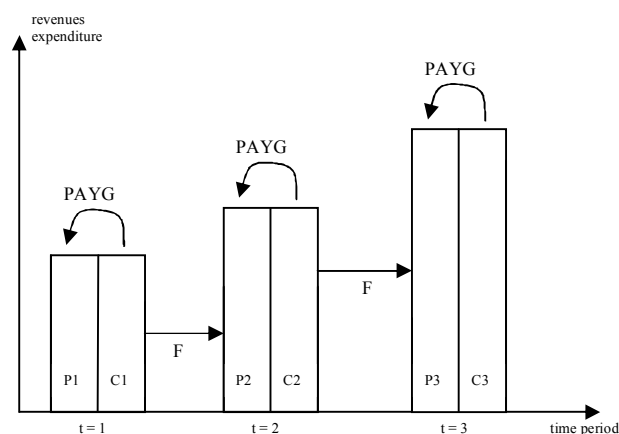 revenues
expenditure
PAYG
PAYG
PAYG
F
F
P1 C1 P2 C2 P3 C3
t = 1 t = 2 t = 3 time period